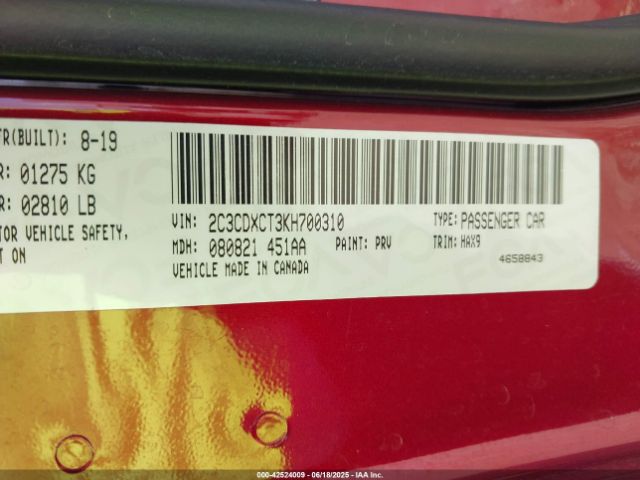 TR(BUILT): 8-19
R: 01275 KG
R: 02810 LB
TOR VEHICLE SAFETY,
T ON
VIN: 2C3CDXCT3KH700310
TYPE: PASSENGER CAR
MDH: 080821 451AA
PAINT: PRV
TRIM: HAX9
VEHICLE MADE IN CANADA
4658843
00-42524009 - 06/18/2025 - IAA Inc.